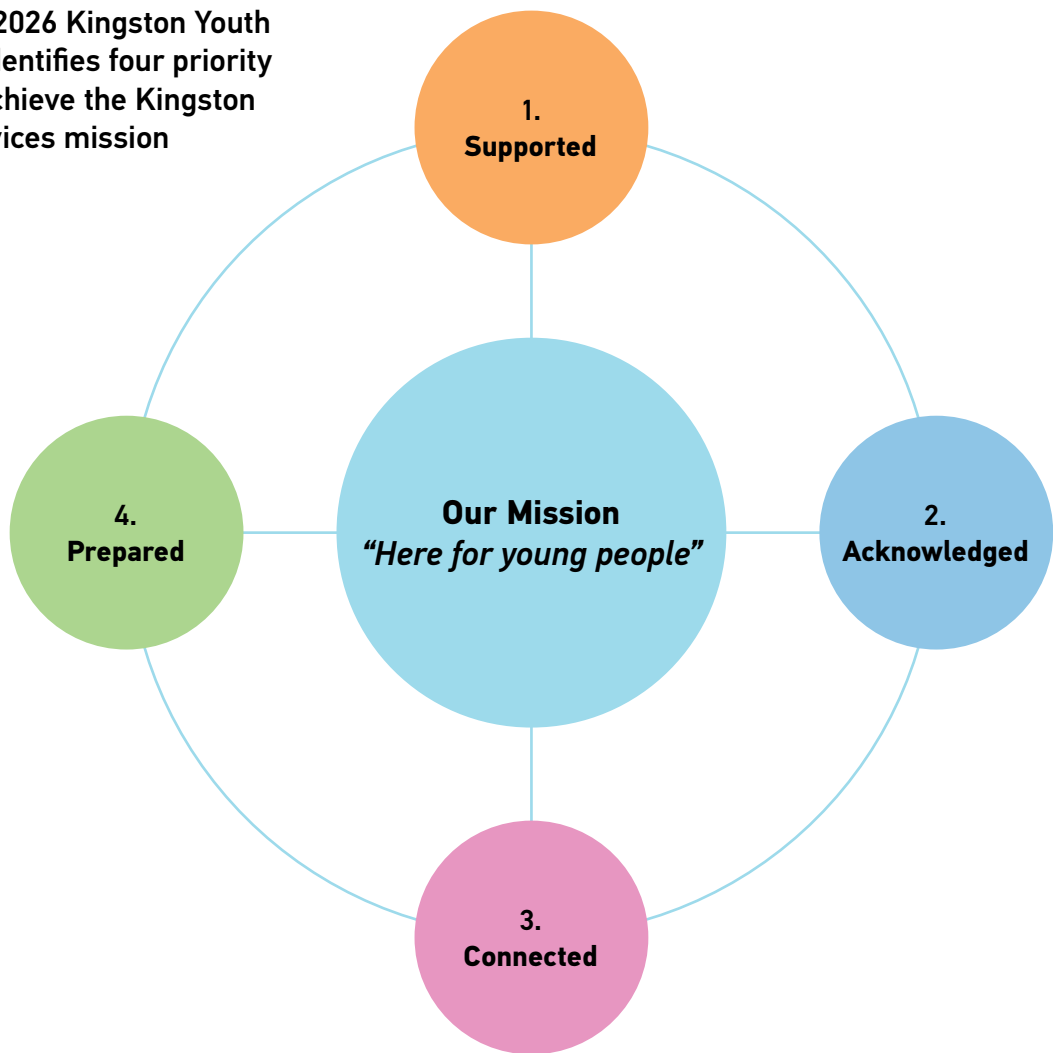 2026 Kingston Youth
entifies four priority
chieve the Kingston
vices mission
1.
Supported
2.
Acknowledged
3.
Connected
4.
Prepared
Our Mission
“Here for young people”